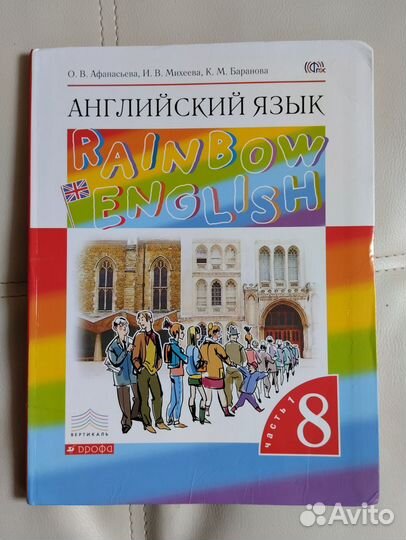 О. В. Афанасьева, И. В. Михеева, К. М. Баранова
АНГЛИЙСКИЙ ЯЗЫК
RAINBOW
ENGLISH
часть 1
8
ВЕРТИКАЛЬ
ДРОФА
Avito